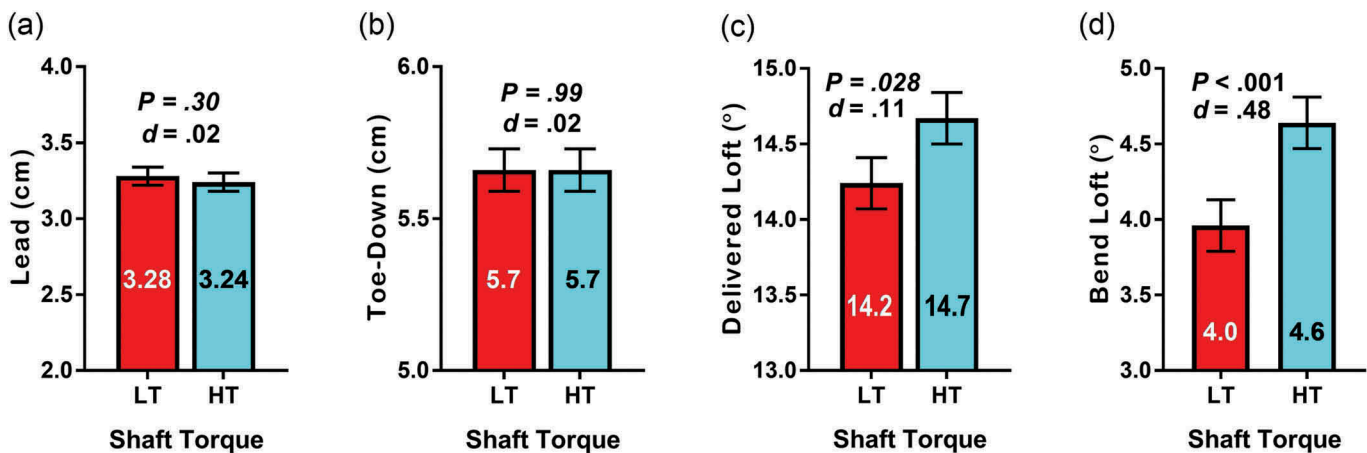 (a)
P = .30
d = .02
Lead (cm)
4.0
3.5
3.0
2.5
2.0
3.28
3.24
LT
HT
Shaft Torque
(b)
P = .99
d = .02
Toe-Down (cm)
6.0
5.5
5.0
5.7
5.7
LT
HT
Shaft Torque
(c)
P = .028
d = .11
Delivered Loft (°)
15.0
14.5
14.0
13.5
13.0
14.2
14.7
LT
HT
Shaft Torque
(d)
P < .001
d = .48
Bend Loft (°)
5.0
4.5
4.0
3.5
3.0
4.0
4.6
LT
HT
Shaft Torque